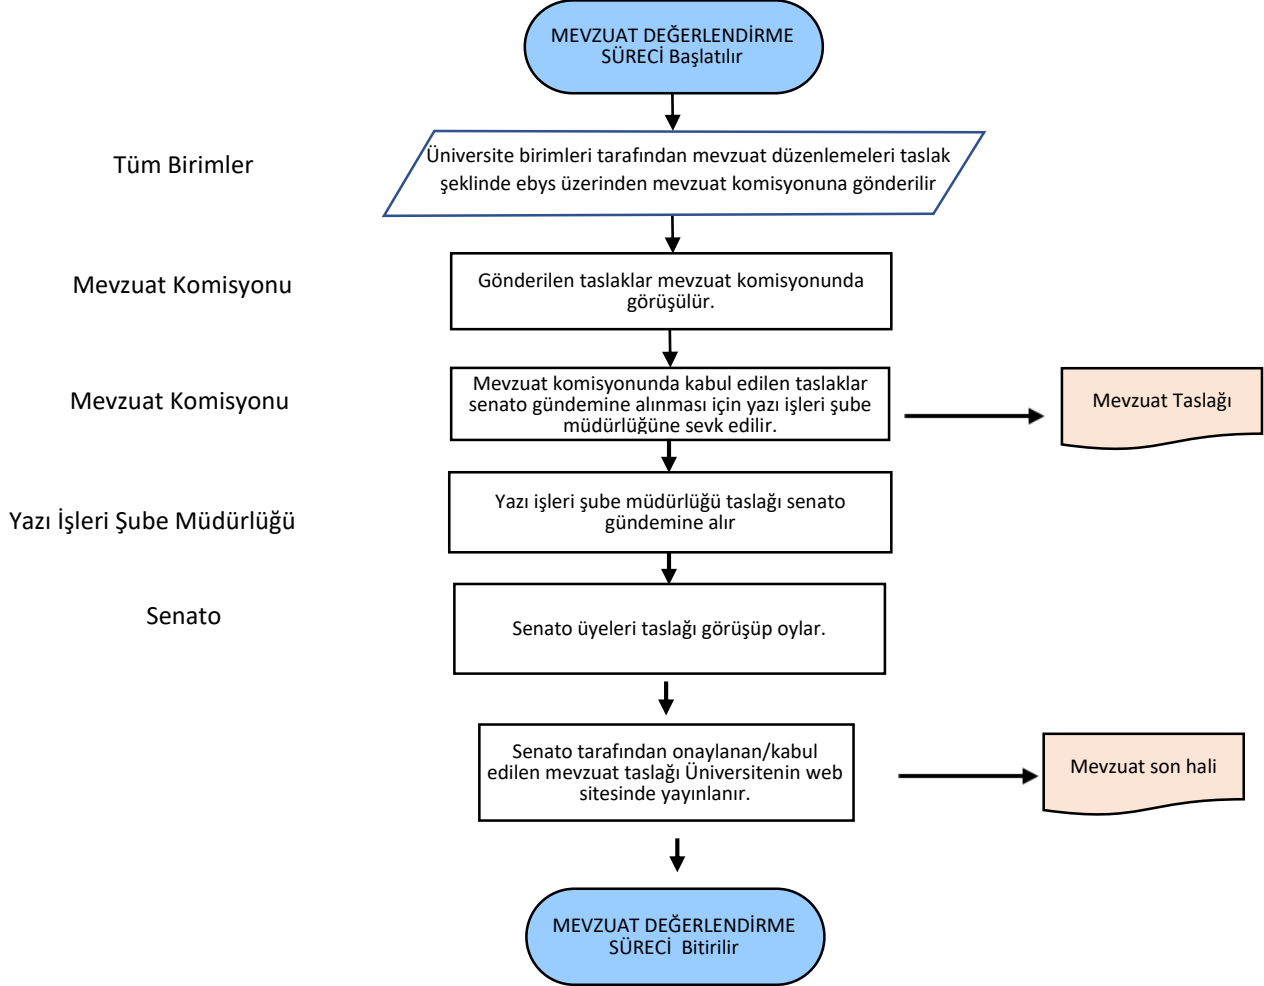 MEVZUAT DEĞERLENDİRME
SÜRECİ Başlatılır
Tüm Birimler
Üniversite birimleri tarafından mevzuat düzenlemeleri taslak
şeklinde ebys üzerinden mevzuat komisyonuna gönderilir
Mevzuat Komisyonu
Gönderilen taslaklar mevzuat komisyonunda
görüşülür.
Mevzuat Komisyonu
Mevzuat komisyonunda kabul edilen taslaklar
senato gündemine alınması için yazı işleri şube
müdürlüğüne sevk edilir.
Mevzuat Taslağı
Yazı İşleri Şube Müdürlüğü
Yazı işleri şube müdürlüğü taslağı senato
gündemine alır
Senato
Senato üyeleri taslağı görüşüp oylar.
Senato tarafından onaylanan/kabul
edilen mevzuat taslağı Üniversitenin web
sitesinde yayınlanır.
Mevzuat son hali
MEVZUAT DEĞERLENDİRME
SÜRECİ  Bitirilir